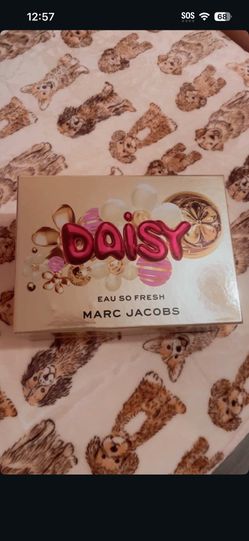 12:57
SOS
68
DAISY
EAU SO FRESH
MARC JACOBS